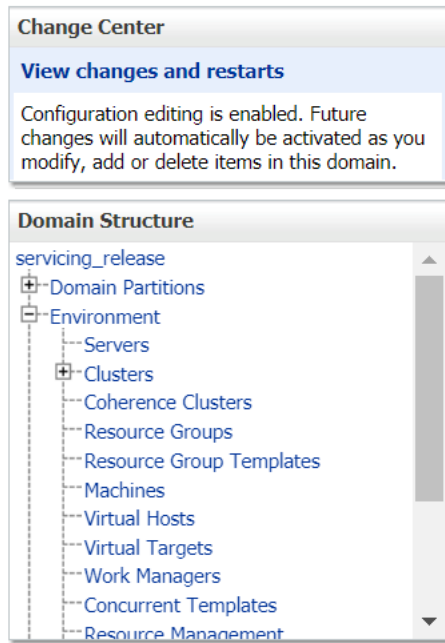 Change Center
View changes and restarts
Configuration editing is enabled. Future
changes will automatically be activated as you
modify, add or delete items in this domain.
Domain Structure
servicing_release
Domain Partitions
Environment
Servers
Clusters
Coherence Clusters
Resource Groups
Resource Group Templates
Machines
Virtual Hosts
Virtual Targets
Work Managers
Concurrent Templates
Resource Management